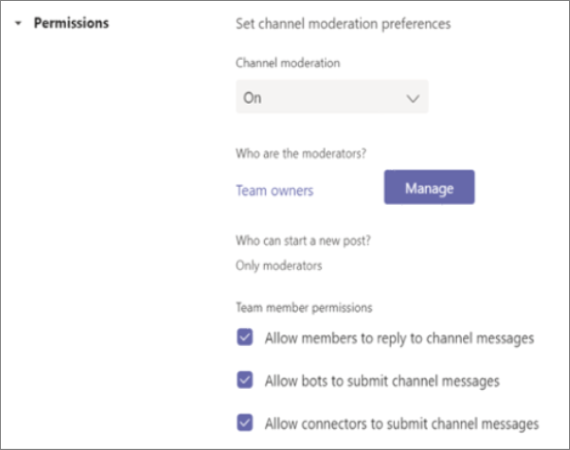 Permissions
Set channel moderation preferences
Channel moderation
On
Who are the moderators?
Team owners
Manage
Who can start a new post?
Only moderators
Team member permissions
Allow members to reply to channel messages
Allow bots to submit channel messages
Allow connectors to submit channel messages